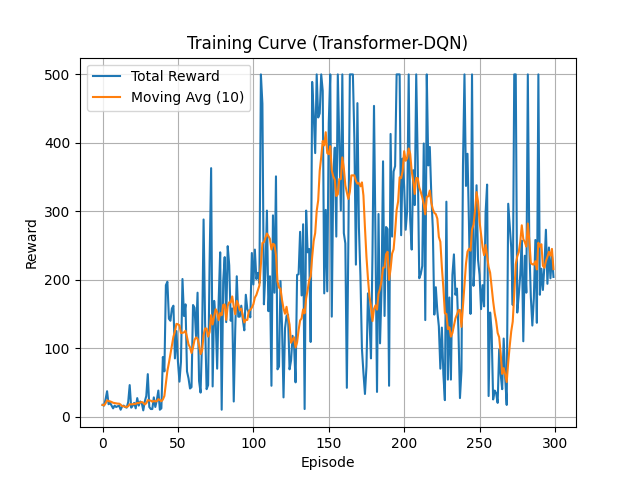 Training Curve (Transformer-DQN)
Total Reward
Moving Avg (10)
500
400
300
200
100
0
Reward
0 50 100 150 200 250 300
Episode